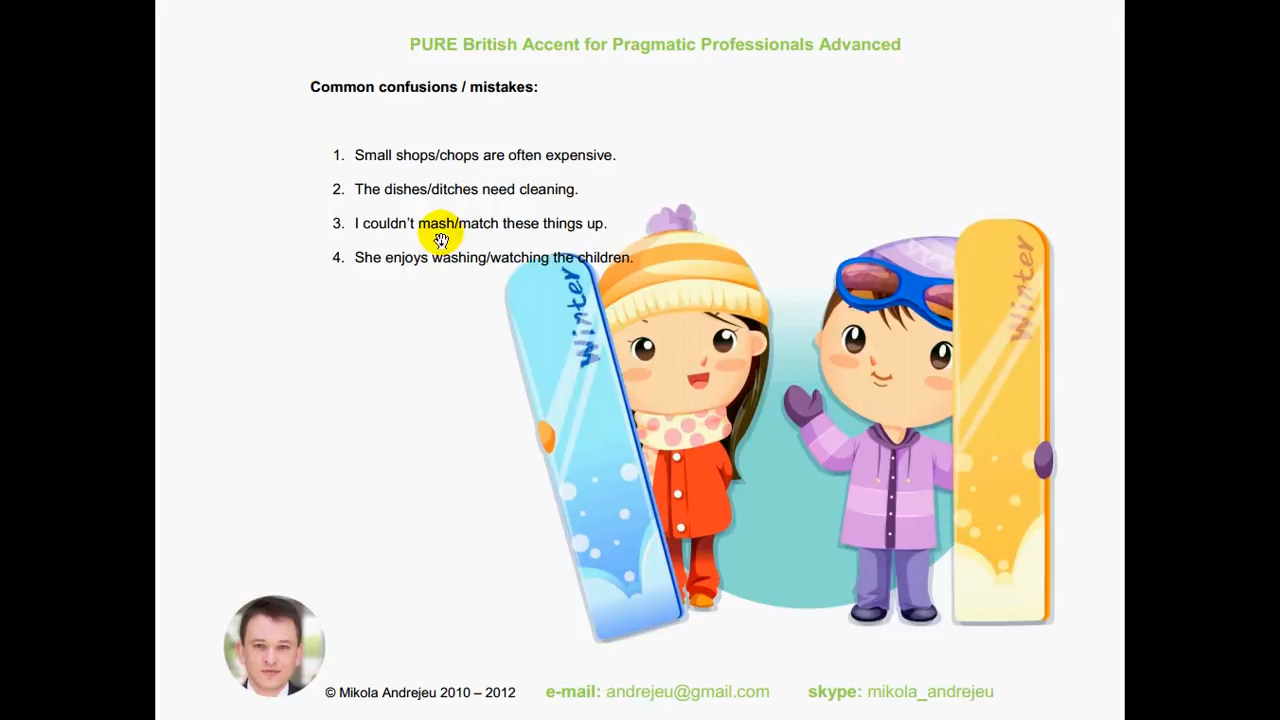 PURE British Accent for Pragmatic Professionals Advanced
Common confusions / mistakes:
1. Small shops/chops are often expensive.
2. The dishes/ditches need cleaning.
3. I couldn’t mash/match these things up.
4. She enjoys washing/watching the children.
Winter
Winter
© Mikola Andrejeu 2010 – 2012 e-mail: andrejeu@gmail.com skype: mikola_andrejeu